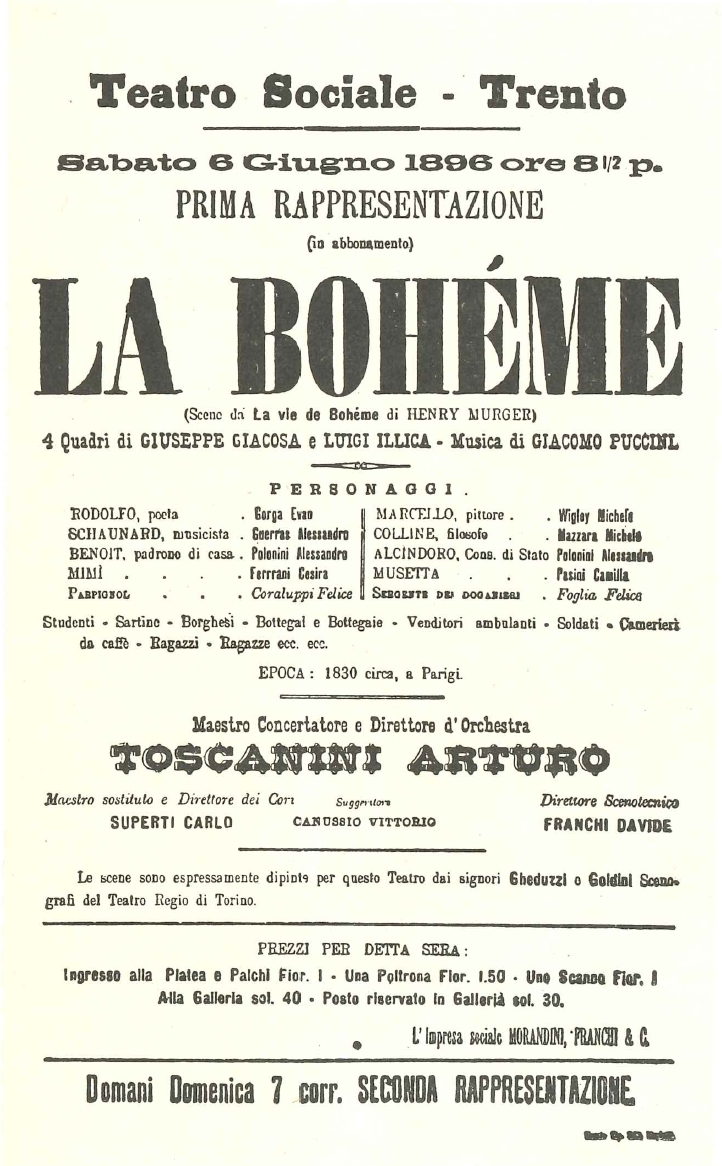 Teatro Sociale - Trento
Sabato 6 Giugno 1896 ore 8 1/2 p.
PRIMA RAPPRESENTAZIONE
(in abbonamento)
LA BOHÉME
(Scene da La vie de Bohéme di HENRY MURGER)
4 Quadri di GIUSEPPE GIACOSA e LUIGI ILLICA - Musica di GIACOMO PUCCINI.
PERSONAGGI.
RODOLFO, poeta . Gorga Evan
SCHAUNARD, musicista . Guerras Alessandro
BENOIT, padrone di casa . Polonini Alessandro
MIMÌ . . . . Ferrrani Cesira
PARPIGNOL . . . Coraluppi Felice
MARCELLO, pittore . . Wigley Michele
COLLINE, filosofo . . Mazzara Michele
ALCINDORO, Cons. di Stato Polonini Alessandro
MUSETTA . . . Pasini Camilla
SERGENTE DEI DOGANIERI . Foglia Felice
Studenti - Sartine - Borghesi - Bottegai e Bottegaie - Venditori ambulanti - Soldati - Camerieri
da caffè - Ragazzi - Ragazze ecc. ecc.
EPOCA : 1830 circa, a Parigi.
Maestro Concertatore e Direttore d'Orchestra
TOSCANINI ARTURO
Maestro sostituto e Direttore dei Cori
SUPERTI CARLO
Suggeritore
CANUSSIO VITTORIO
Direttore Scenotecnico
FRANCHI DAVIDE
Le scene sono espressamente dipinte per questo Teatro dai signori Gheduzzi e Goldini Sceno-
grafi del Teatro Regio di Torino.
PREZZI PER DETTA SERA :
Ingresso alla Platea e Palchi Fior. 1 - Una Poltrona Fior. 1.50 - Uno Scanno Fior. 1
Alla Galleria sol. 40 - Posto riservato in Galleria sol. 30.
L'Impresa sociale MORANDINI, FRANCHI & C.
Domani Domenica 7 corr. SECONDA RAPPRESENTAZIONE.